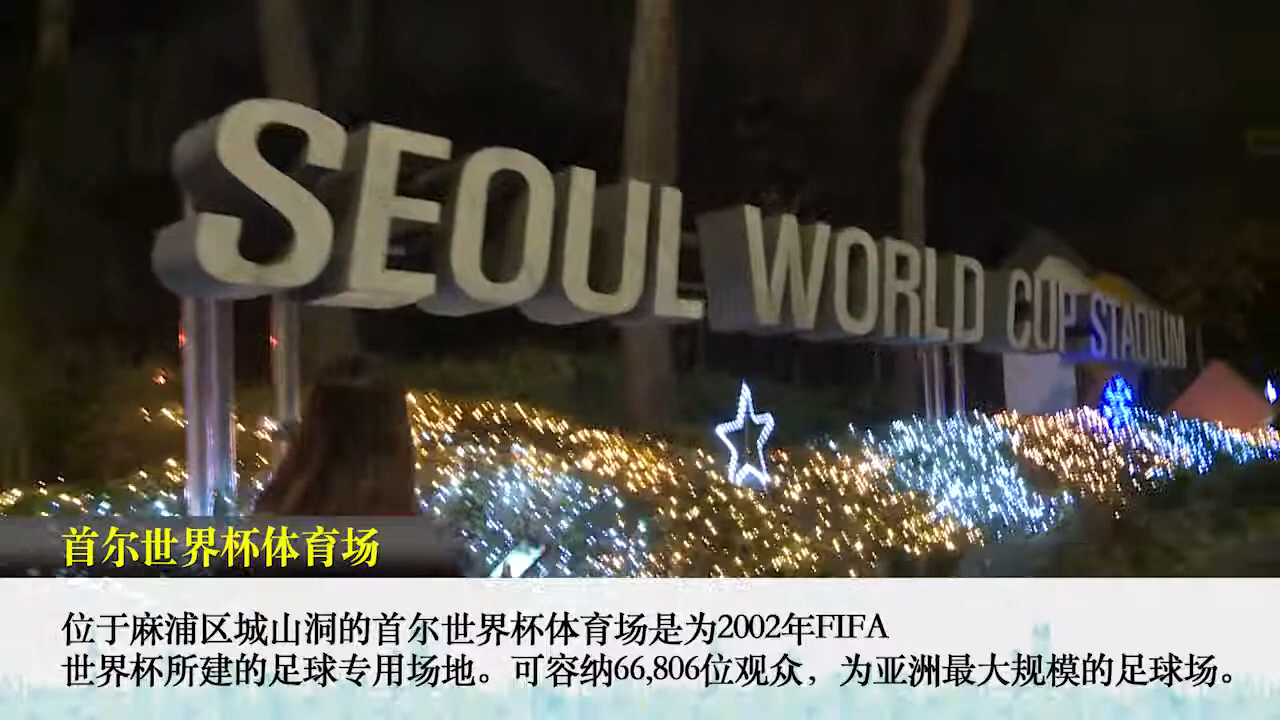 SEOUL WORLD CUP STADIUM
首尔世界杯体育场
位于麻浦区城山洞的首尔世界杯体育场是为2002年FIFA
世界杯所建的足球专用场地。可容纳66,806位观众，为亚洲最大规模的足球场。